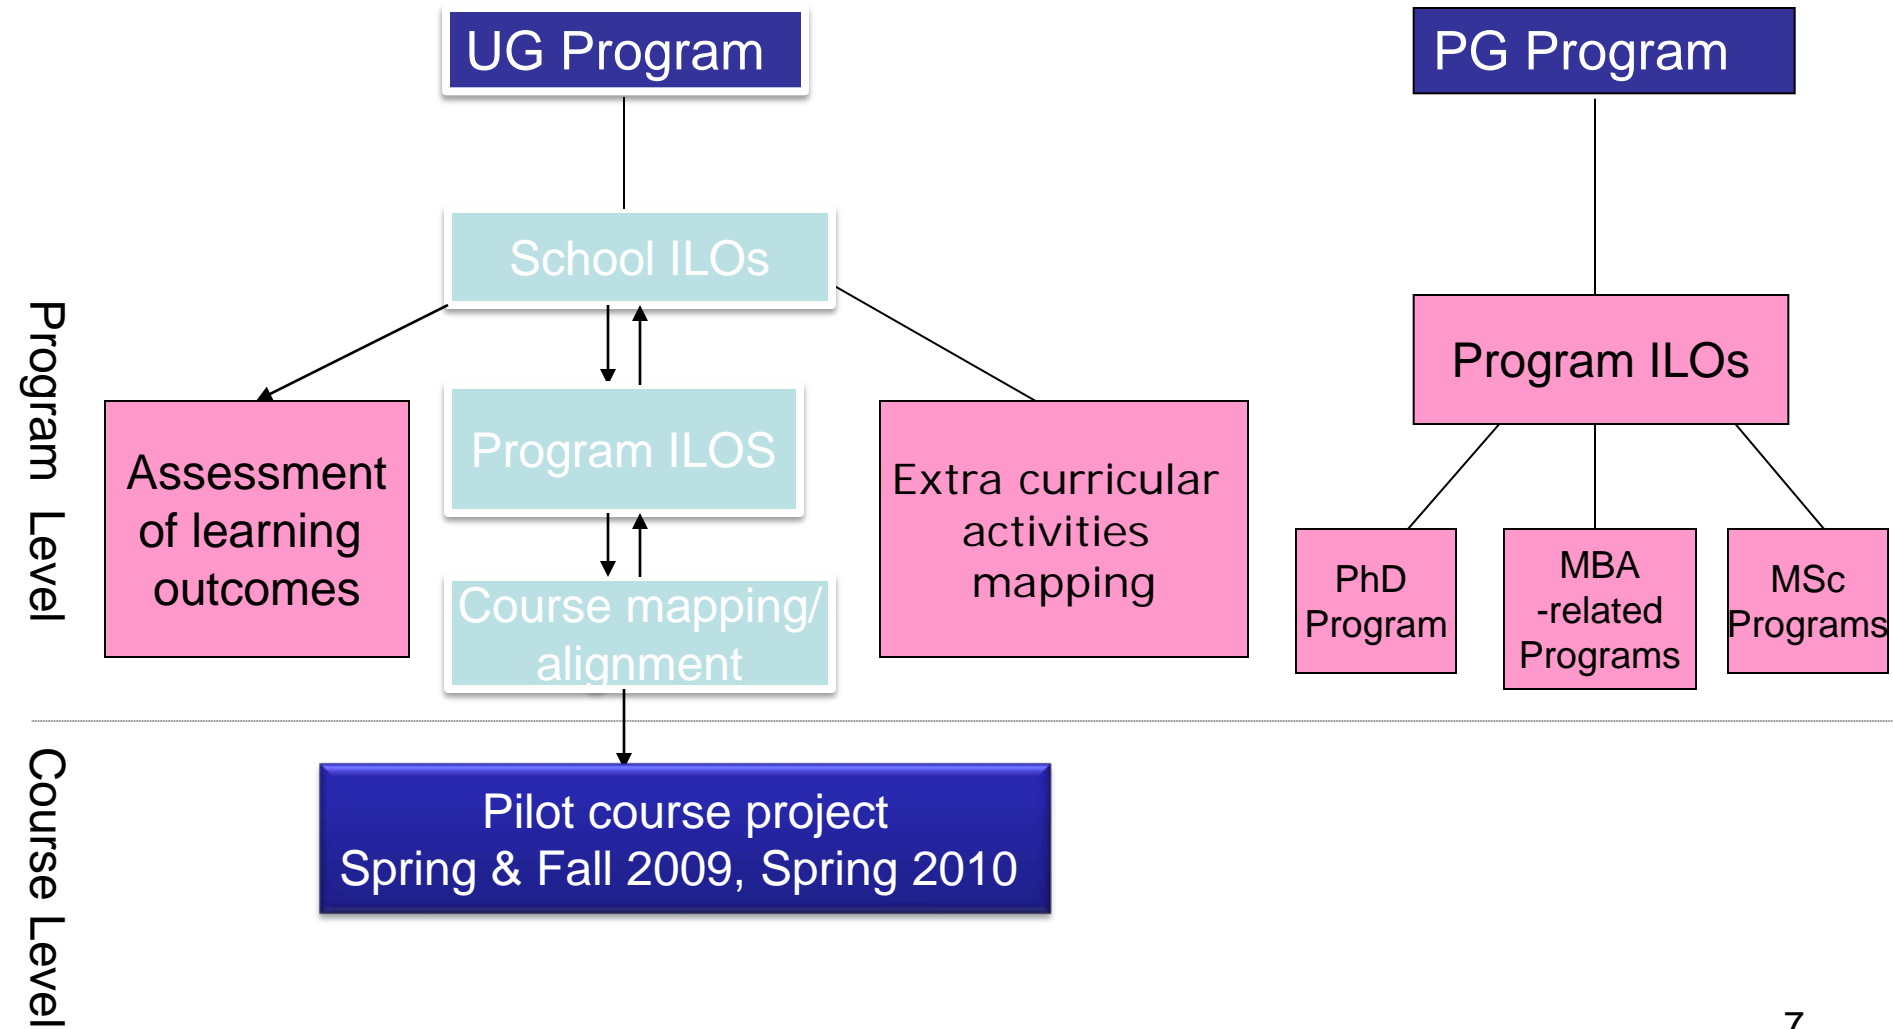 UG Program
PG Program
School ILOs
Program ILOs
Program ILOS
Assessment
of learning
outcomes
Extra curricular
activities
mapping
Course mapping/
alignment
PhD
Program
MBA
-related
Programs
MSc
Programs
Program Level
Pilot course project
Spring & Fall 2009, Spring 2010
Course Level
7